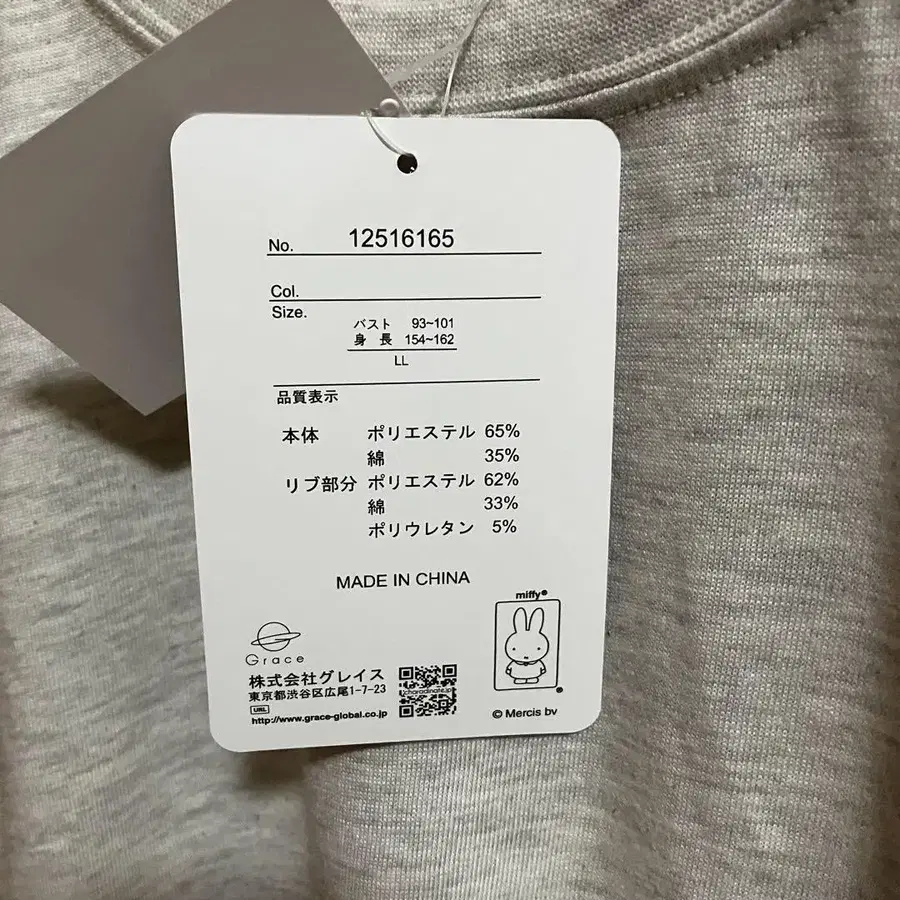 No. 12516165
Col.
Size.
バスト 93~101
身 長 154~162
LL
品質表示
本体 ポリエステル 65%
綿 35%
リブ部分 ポリエステル 62%
綿 33%
ポリウレタン 5%
MADE IN CHINA
miffy®
®
Grace
株式会社グレイス
東京都渋谷区広尾1-7-23
URL
http://www.grace-global.co.jp
charadinate.jp
© Mercis bv